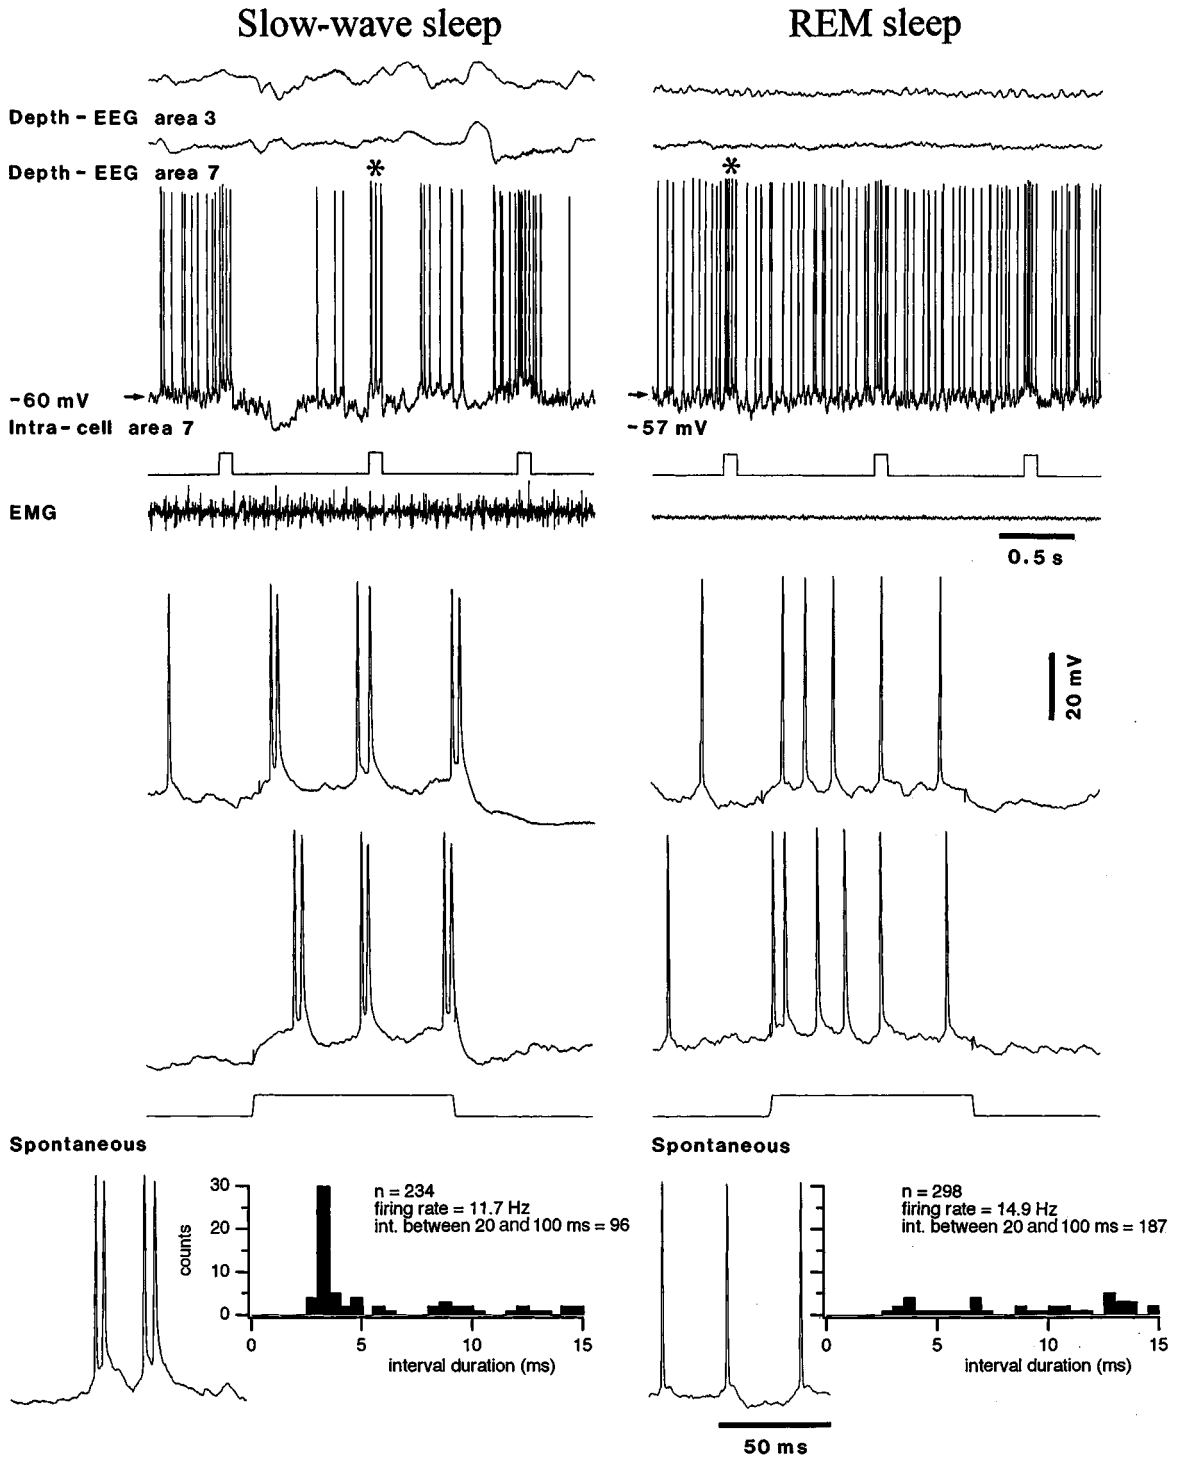 Slow-wave sleep
REM sleep
Depth-EEG area 3
Depth-EEG area 7
*
*
-60 mV
Intra-cell area 7
-57 mV
EMG
0.5 s
20 mV
Spontaneous
Spontaneous
30
20
10
0
counts
n = 234
firing rate = 11.7 Hz
int. between 20 and 100 ms = 96
0 5 10 15
interval duration (ms)
n = 298
firing rate = 14.9 Hz
int. between 20 and 100 ms = 187
0 5 10 15
interval duration (ms)
50 ms